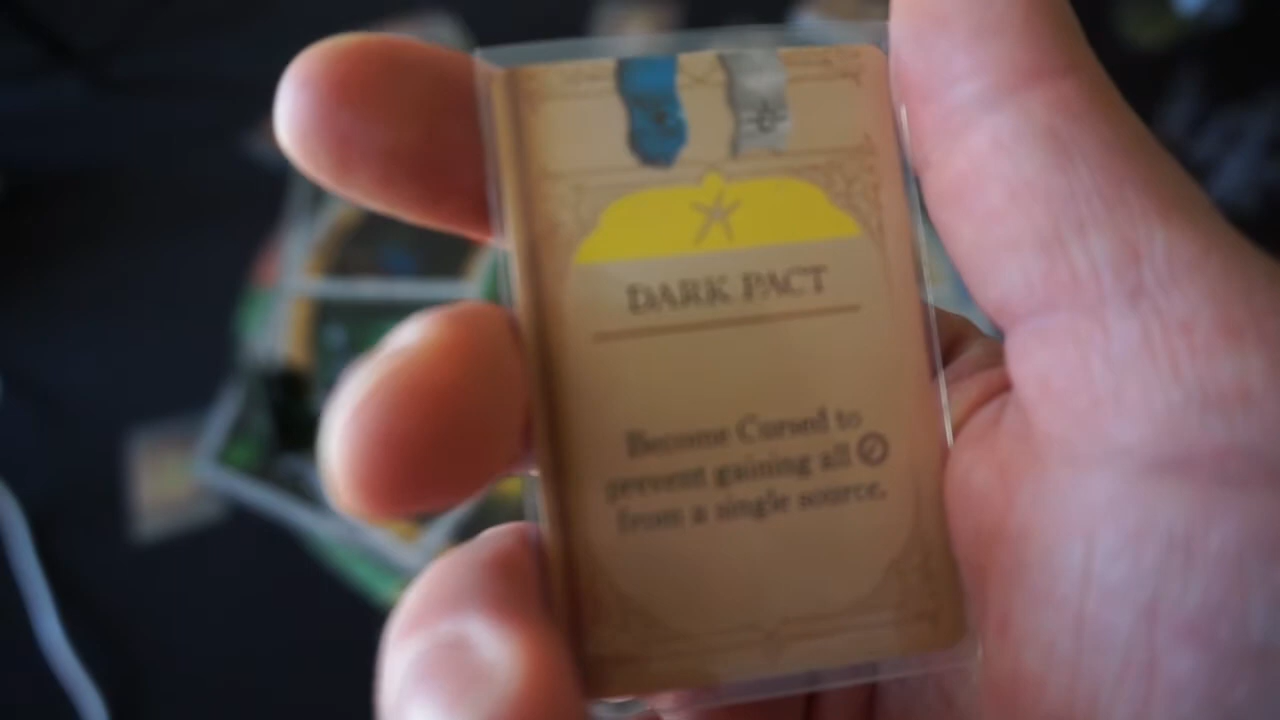 DARK PACT
Become Cursed to
prevent gaining all
from a single source.